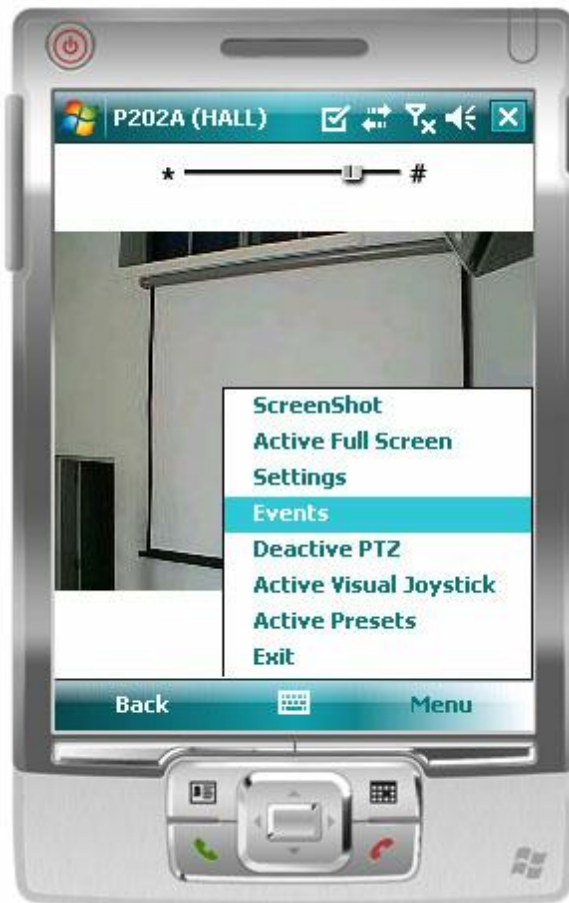 P202A (HALL)
* #
ScreenShot
Active Full Screen
Settings
Events
Deactive PTZ
Active Visual Joystick
Active Presets
Exit
Back Menu